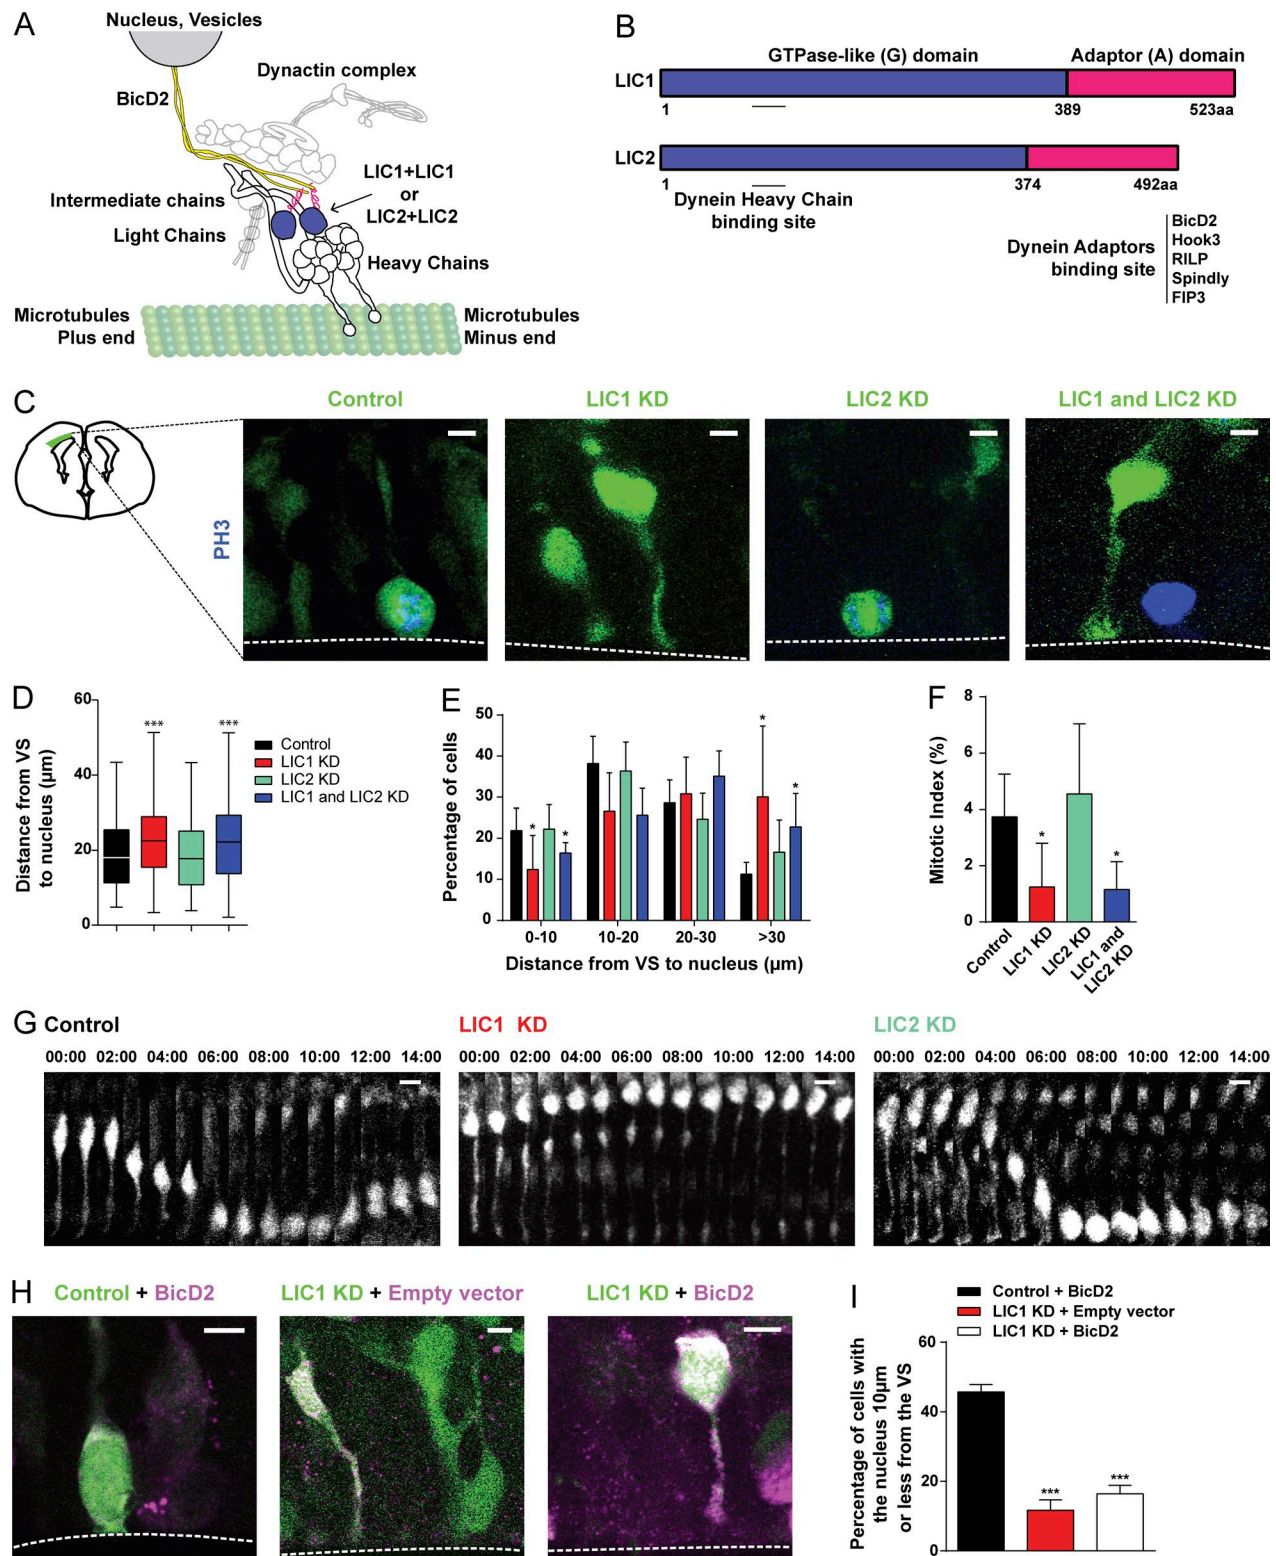 A
Nucleus, Vesicles
Dynactin complex
BicD2
LIC1+LIC1
or
LIC2+LIC2
Intermediate chains
Light Chains
Heavy Chains
Microtubules
Plus end
Microtubules
Minus end
B
GTPase-like (G) domain
Adaptor (A) domain
LIC1
1
389
523aa
LIC2
1
374
492aa
Dynein Heavy Chain
binding site
Dynein Adaptors
binding site
BicD2
Hook3
RILP
Spindly
FIP3
C
Control
LIC1 KD
LIC2 KD
LIC1 and LIC2 KD
PH3
D
Distance from VS
to nucleus (µm)
60
40
20
0
***
***
Control
LIC1 KD
LIC2 KD
LIC1 and LIC2 KD
E
Percentage of cells
50
40
30
20
10
0
*
*
*
*
0-10
10-20
20-30
>30
Distance from VS to nucleus (µm)
F
Mitotic Index (%)
8
6
4
2
0
*
*
Control
LIC1 KD
LIC2 KD
LIC1 and
LIC2 KD
G
Control
00:00 02:00 04:00 06:00 08:00 10:00 12:00 14:00
LIC1 KD
00:00 02:00 04:00 06:00 08:00 10:00 12:00 14:00
LIC2 KD
00:00 02:00 04:00 06:00 08:00 10:00 12:00 14:00
H
Control + BicD2
LIC1 KD + Empty vector
LIC1 KD + BicD2
I
Control + BicD2
LIC1 KD + Empty vector
LIC1 KD + BicD2
Percentage of cells with
the nucleus 10µm
or less from the VS
60
40
20
0
***
***